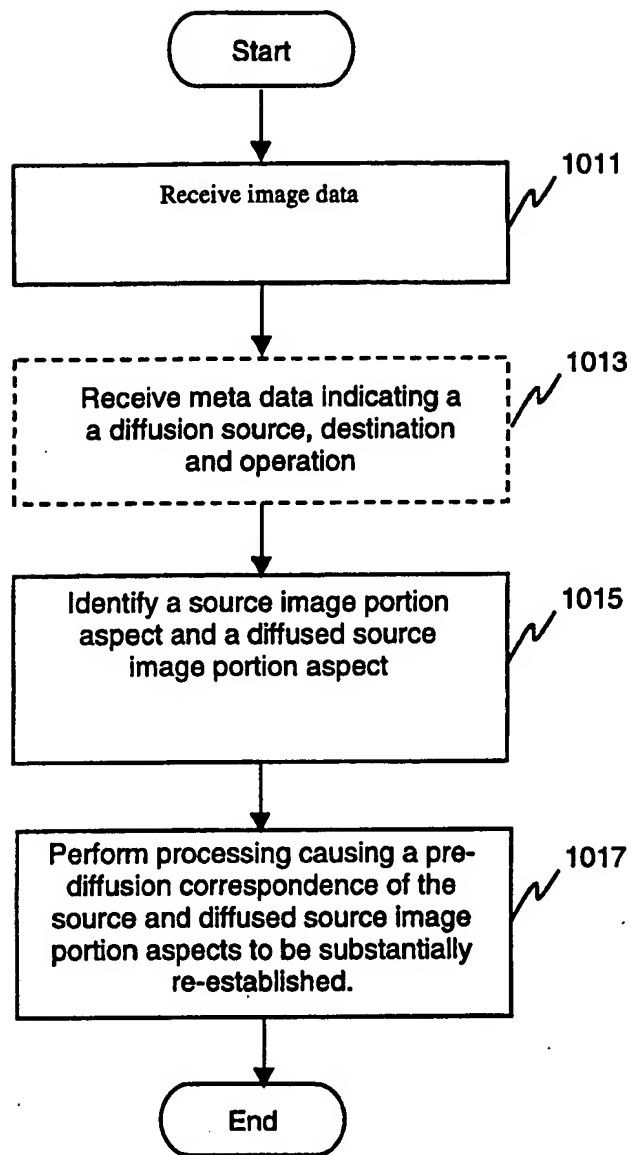 Start
1011
Receive image data
1013
Receive meta data indicating a
a diffusion source, destination
and operation
1015
Identify a source image portion
aspect and a diffused source
image portion aspect
1017
Perform processing causing a pre-
diffusion correspondence of the
source and diffused source image
portion aspects to be substantially
re-established.
End